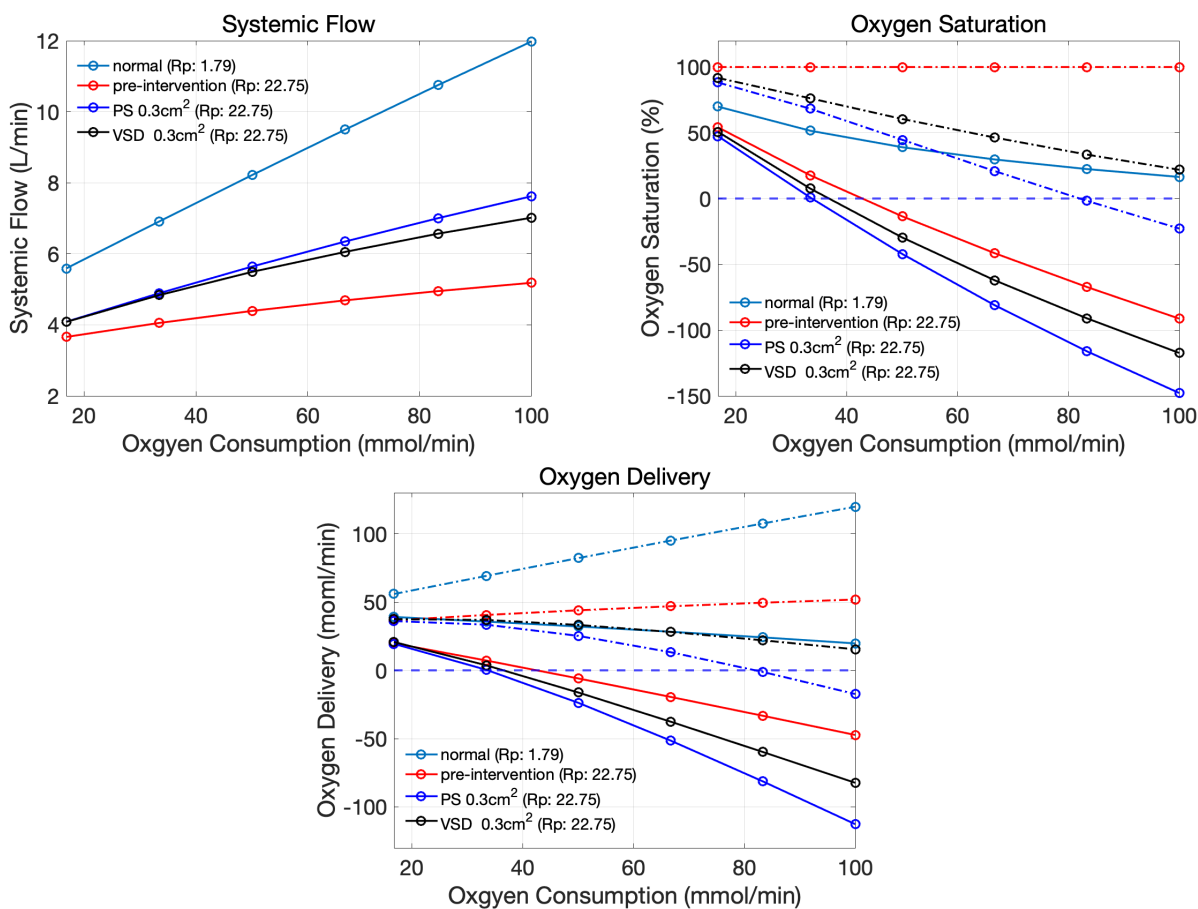 Systemic Flow
12
10
8
6
4
2
Systemic Flow (L/min)
normal (Rp: 1.79)
pre-intervention (Rp: 22.75)
PS 0.3cm² (Rp: 22.75)
VSD 0.3cm² (Rp: 22.75)
20 40 60 80 100
Oxgyen Consumption (mmol/min)
Oxygen Saturation
100
50
0
-50
-100
-150
Oxygen Saturation (%)
normal (Rp: 1.79)
pre-intervention (Rp: 22.75)
PS 0.3cm² (Rp: 22.75)
VSD 0.3cm² (Rp: 22.75)
20 40 60 80 100
Oxgyen Consumption (mmol/min)
Oxygen Delivery
100
50
0
-50
-100
Oxygen Delivery (moml/min)
normal (Rp: 1.79)
pre-intervention (Rp: 22.75)
PS 0.3cm² (Rp: 22.75)
VSD 0.3cm² (Rp: 22.75)
20 40 60 80 100
Oxgyen Consumption (mmol/min)